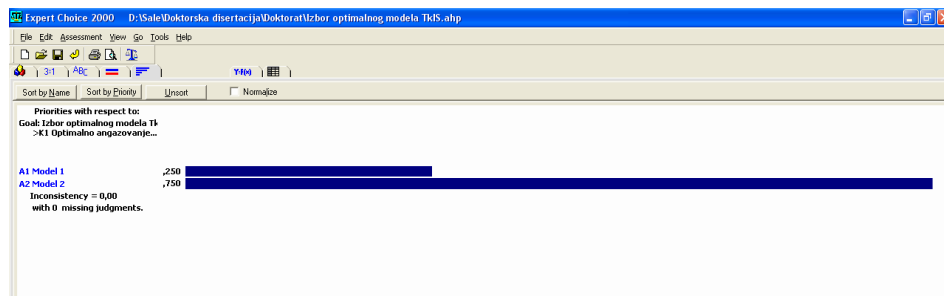 Expert Choice 2000 D:\Sale\Doktorska disertacija\Doktorat\Izbor optimalnog modela TkIS.ahp
File Edit Assessment View Go Tools Help
3:1 ABC Y=f(x)
Sort by Name Sort by Priority Unsort Normalize
Priorities with respect to:
Goal: Izbor optimalnog modela Tk
>K1 Optimalno angazovanje...
A1 Model 1 ,250
A2 Model 2 ,750
Inconsistency = 0,00
with 0 missing judgments.